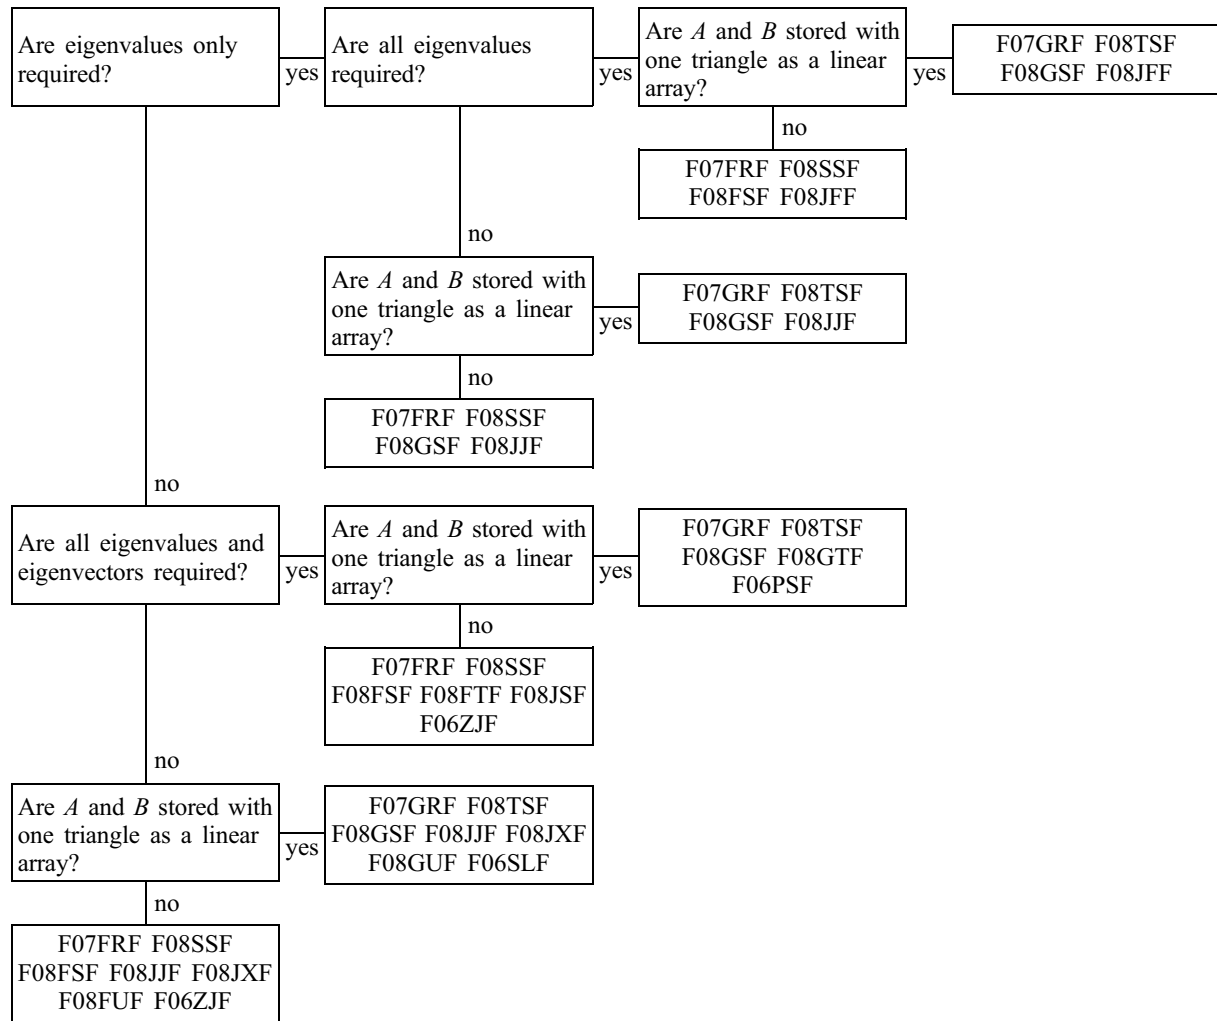 Are eigenvalues only
required?
yes
Are all eigenvalues
required?
yes
Are A and B stored with
one triangle as a linear
array?
yes
F07GRF F08TSF
F08GSF F08JFF
no
F07FRF F08SSF
F08FSF F08JFF
no
Are A and B stored with
one triangle as a linear
array?
yes
F07GRF F08TSF
F08GSF F08JJF
no
F07FRF F08SSF
F08GSF F08JJF
no
Are all eigenvalues and
eigenvectors required?
yes
Are A and B stored with
one triangle as a linear
array?
yes
F07GRF F08TSF
F08GSF F08GTF
F06PSF
no
F07FRF F08SSF
F08FSF F08FTF F08JSF
F06ZJF
no
Are A and B stored with
one triangle as a linear
array?
yes
F07GRF F08TSF
F08GSF F08JJF F08JXF
F08GUF F06SLF
no
F07FRF F08SSF
F08FSF F08JJF F08JXF
F08FUF F06ZJF